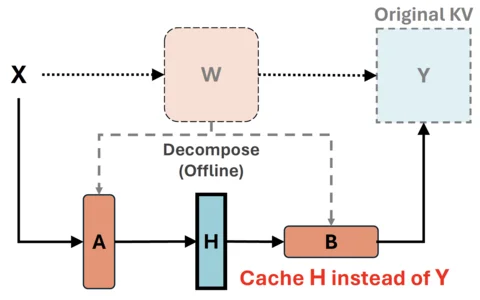 Original KV
X
W
Y
Decompose
(Offline)
A
H
B
Cache H instead of Y